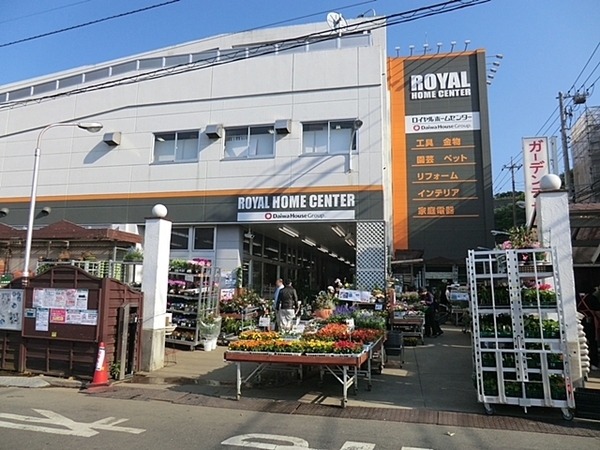 ROYAL
HOME CENTER
ロイヤルホームセンター
Daiwa House Group
工具 金物
園芸 ペット
リフォーム
インテリア
家庭電器
ROYAL HOME CENTER
Daiwa House Group
ガーデン